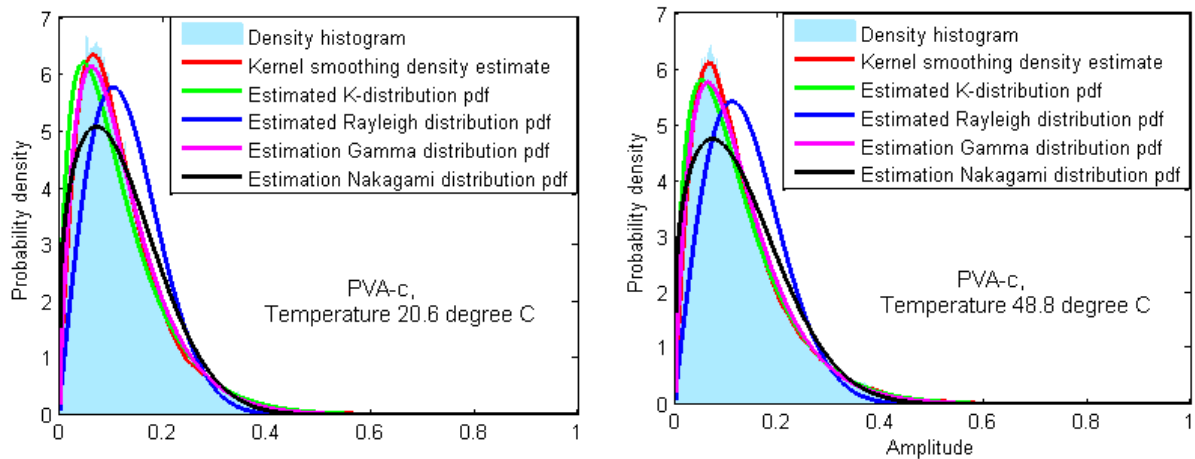 7
6
5
4
3
2
1
0
Probability density
Density histogram
Kernel smoothing density estimate
Estimated K-distribution pdf
Estimated Rayleigh distribution pdf
Estimation Gamma distribution pdf
Estimation Nakagami distribution pdf
PVA-c,
Temperature 20.6 degree C
0 0.2 0.4 0.6 0.8 1
7
6
5
4
3
2
1
0
Probability density
Density histogram
Kernel smoothing density estimate
Estimated K-distribution pdf
Estimated Rayleigh distribution pdf
Estimation Gamma distribution pdf
Estimation Nakagami distribution pdf
PVA-c,
Temperature 48.8 degree C
0 0.2 0.4 0.6 0.8 1
Amplitude